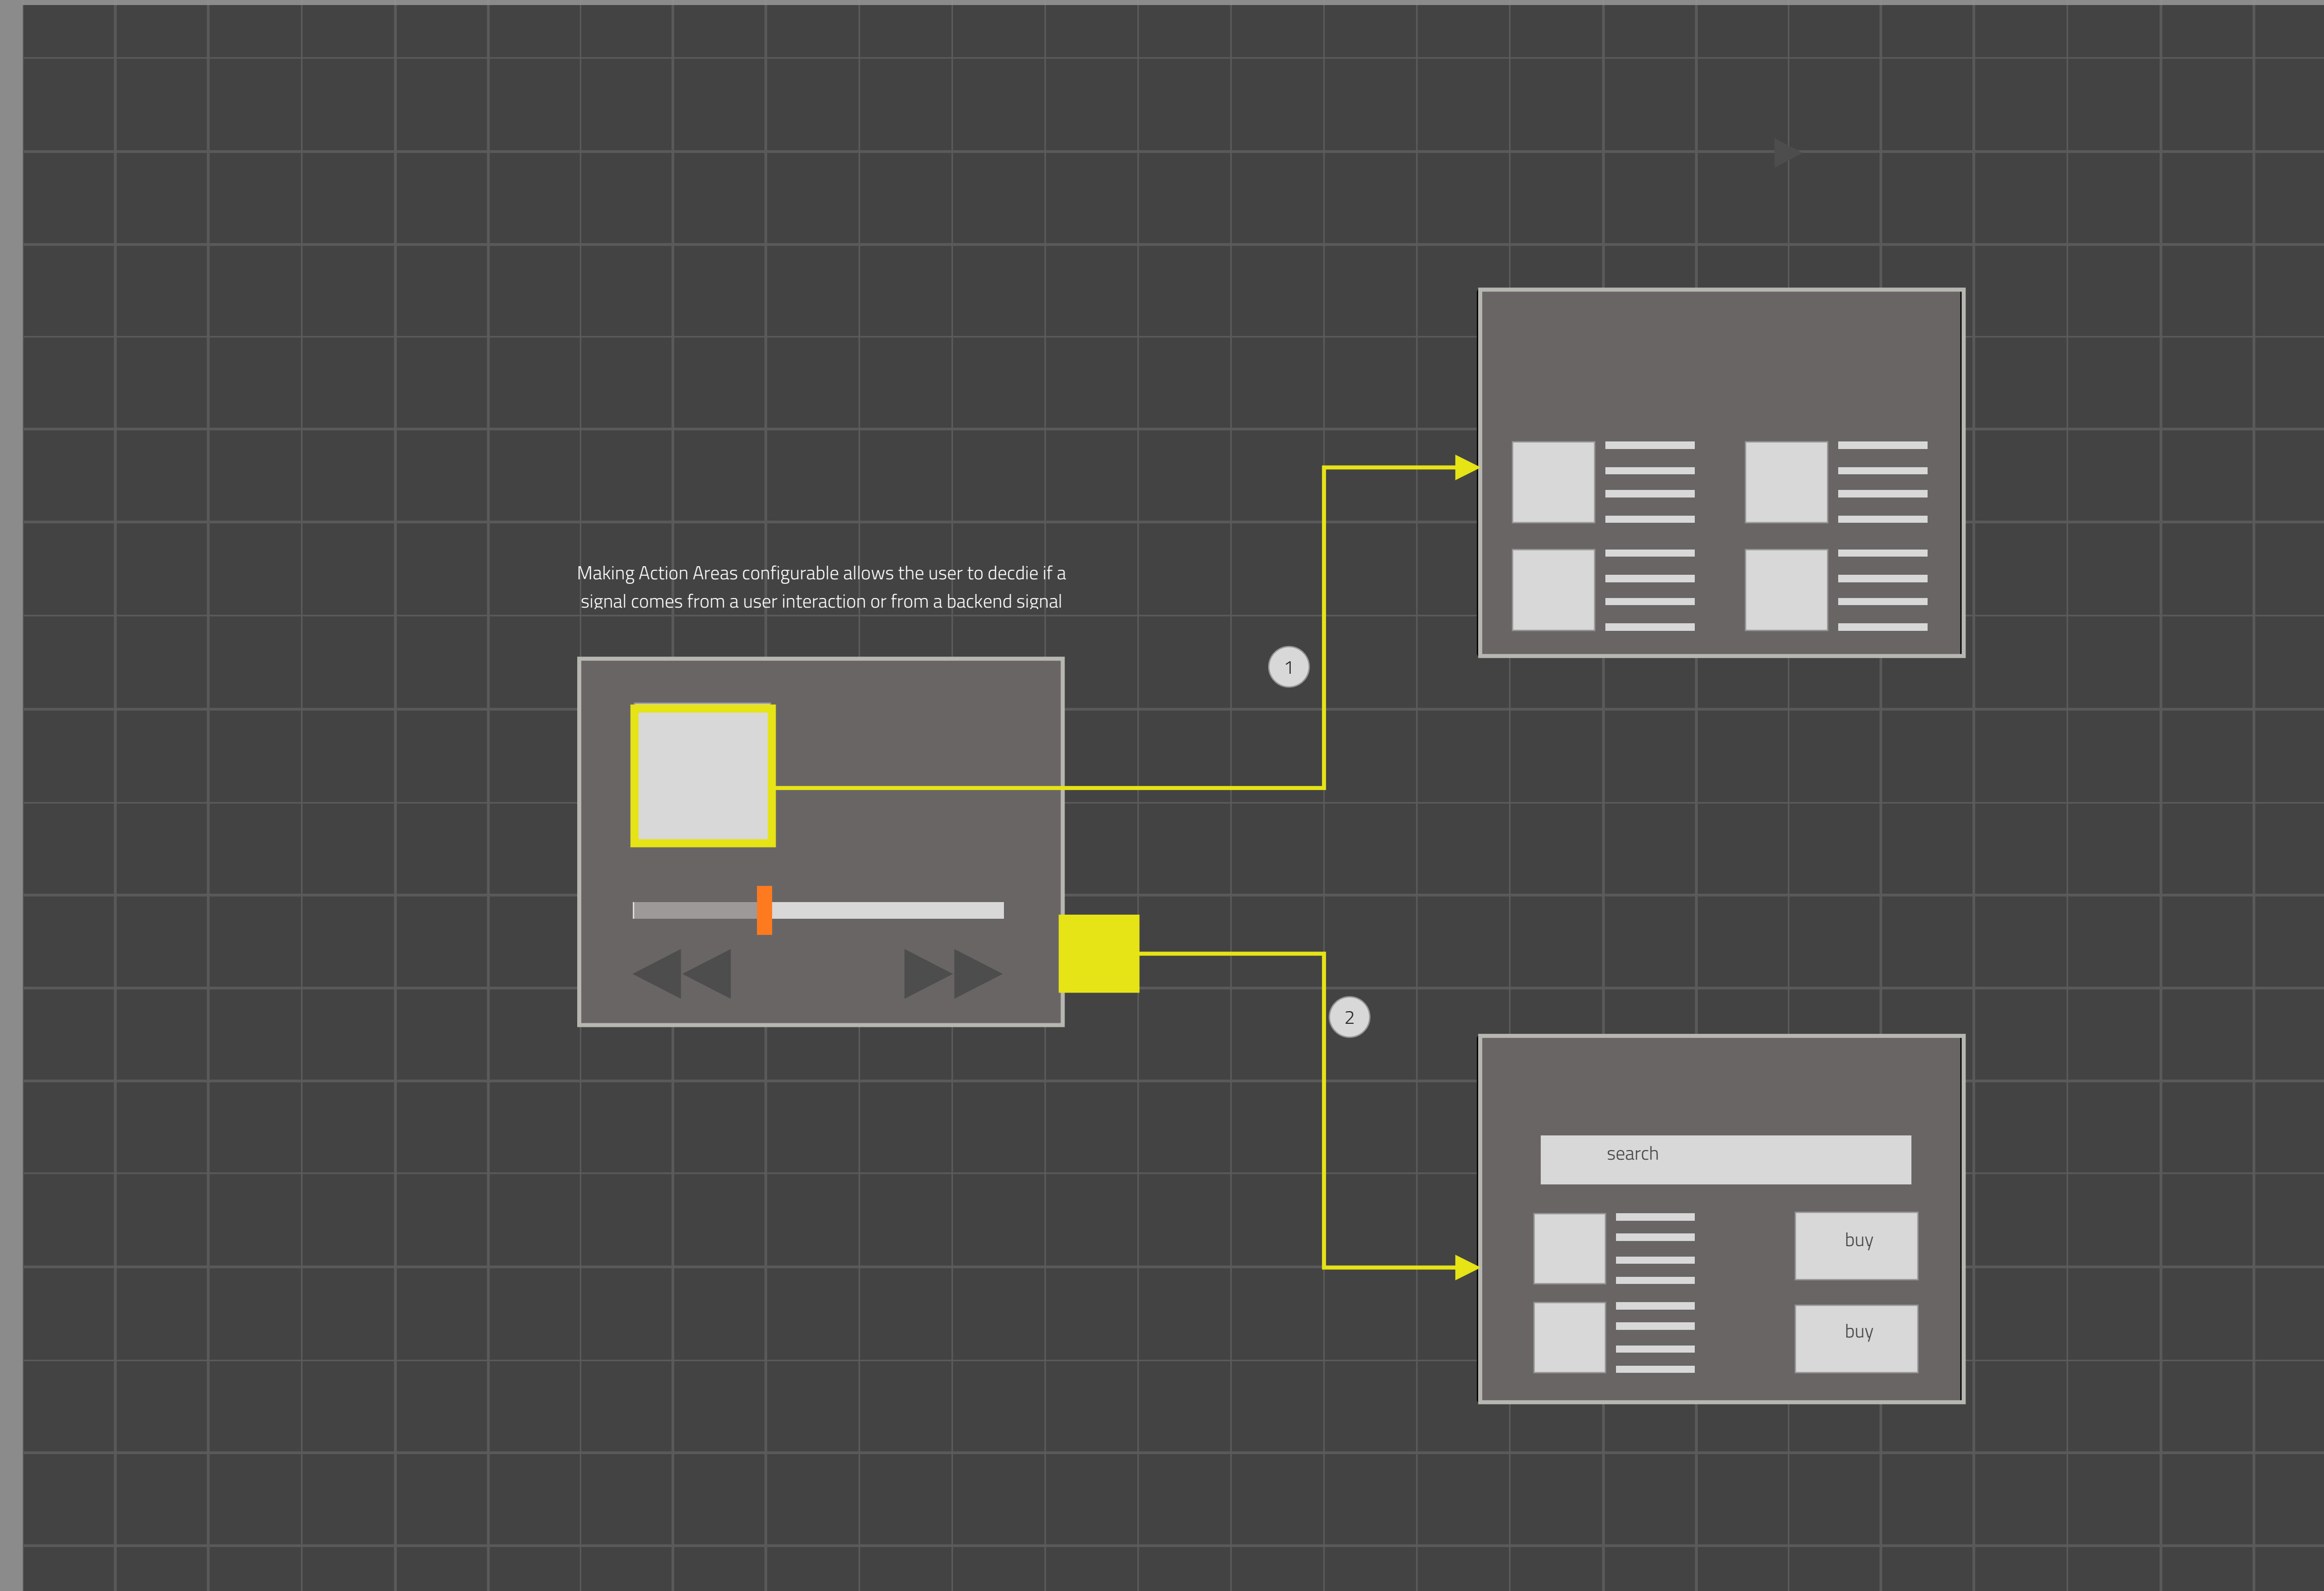 Making Action Areas configurable allows the user to decdie if a
signal comes from a user interaction or from a backend signal
1
2
search
buy
buy